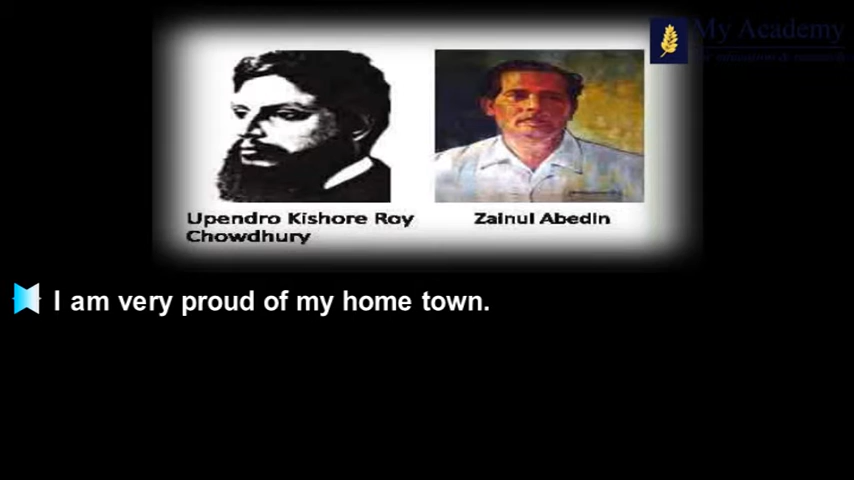 My Academy
Upendro Kishore Roy
Chowdhury
Zainul Abedin
I am very proud of my home town.